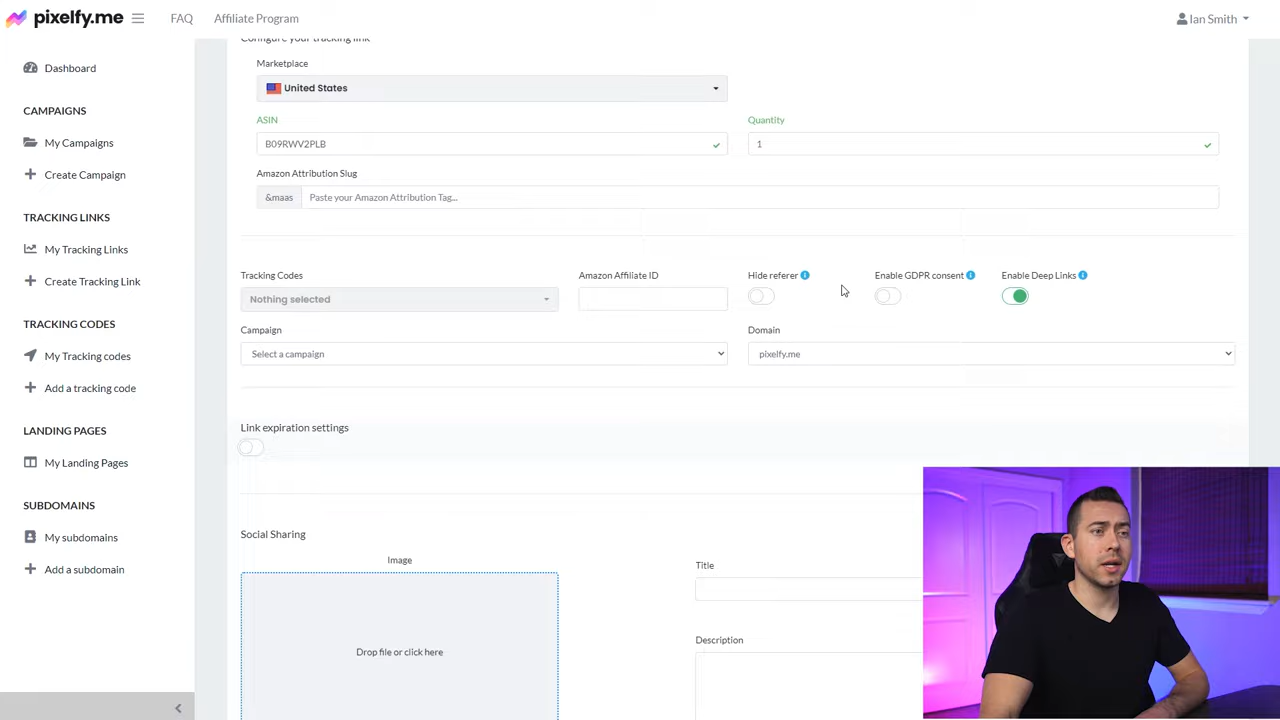 pixelfy.me
FAQ
Affiliate Program
Ian Smith
Dashboard
CAMPAIGNS
My Campaigns
Create Campaign
TRACKING LINKS
My Tracking Links
Create Tracking Link
TRACKING CODES
My Tracking codes
Add a tracking code
LANDING PAGES
My Landing Pages
SUBDOMAINS
My subdomains
Add a subdomain
Configure your tracking link
Marketplace
United States
ASIN
Quantity
B09RWV2PLB
1
Amazon Attribution Slug
&maas
Paste your Amazon Attribution Tag...
Tracking Codes
Amazon Affiliate ID
Hide referer
Enable GDPR consent
Enable Deep Links
Nothing selected
Campaign
Domain
Select a campaign
pixelfy.me
Link expiration settings
Social Sharing
Image
Title
Drop file or click here
Description